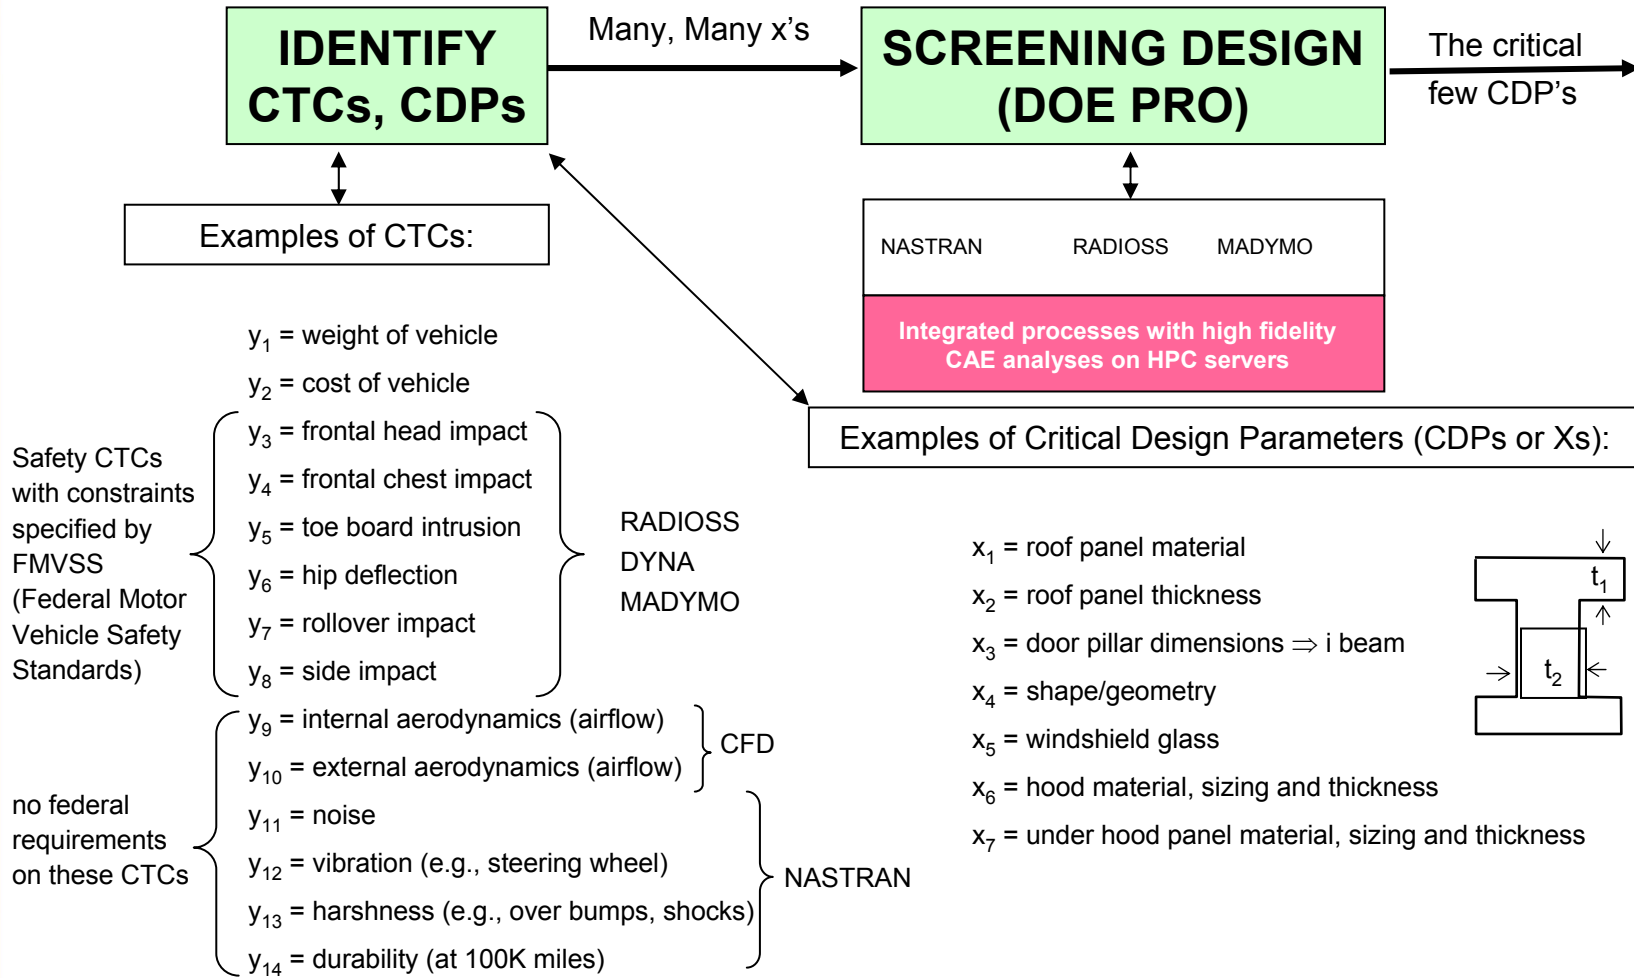 IDENTIFY
CTCs, CDPs
Many, Many x's
SCREENING DESIGN
(DOE PRO)
The critical
few CDP's
Examples of CTCs:
NASTRAN RADIOSS MADYMO
Integrated processes with high fidelity
CAE analyses on HPC servers
Examples of Critical Design Parameters (CDPs or Xs):
y1 = weight of vehicle
y2 = cost of vehicle
y3 = frontal head impact
y4 = frontal chest impact
y5 = toe board intrusion
y6 = hip deflection
y7 = rollover impact
y8 = side impact
y9 = internal aerodynamics (airflow)
y10 = external aerodynamics (airflow)
y11 = noise
y12 = vibration (e.g., steering wheel)
y13 = harshness (e.g., over bumps, shocks)
y14 = durability (at 100K miles)
Safety CTCs
with constraints
specified by
FMVSS
(Federal Motor
Vehicle Safety
Standards)
no federal
requirements
on these CTCs
RADIOSS
DYNA
MADYMO
CFD
NASTRAN
x1 = roof panel material
x2 = roof panel thickness
x3 = door pillar dimensions ⇒ i beam
x4 = shape/geometry
x5 = windshield glass
x6 = hood material, sizing and thickness
x7 = under hood panel material, sizing and thickness
t1
t2